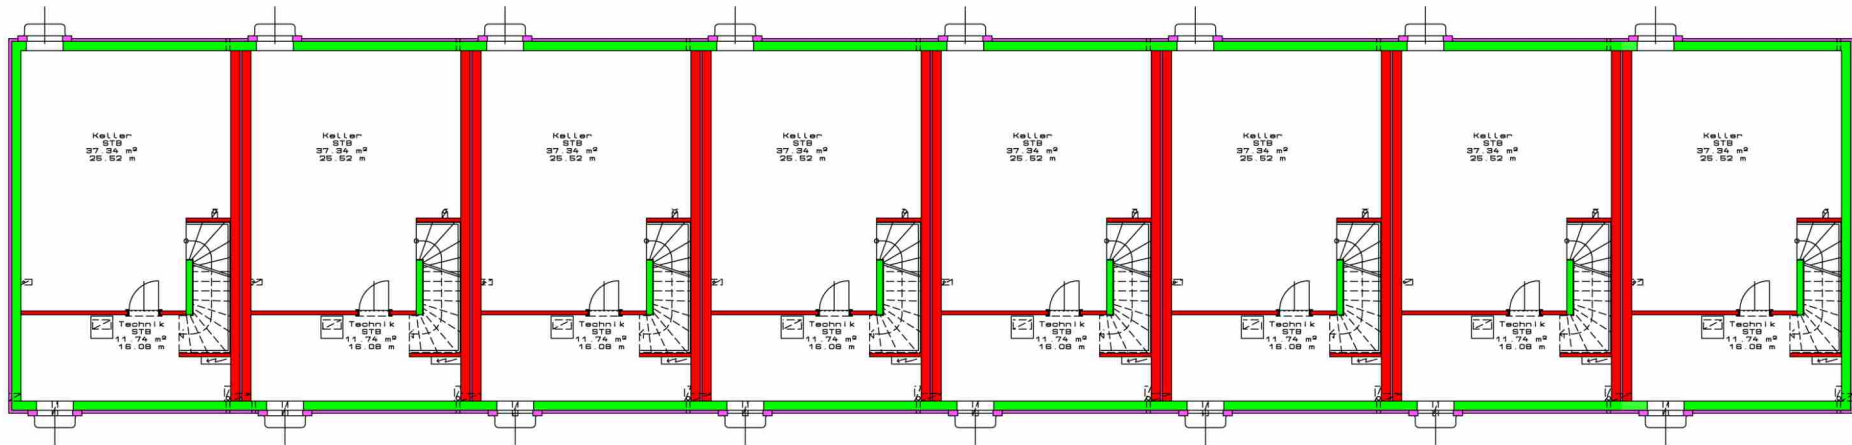 Keller
STB
37.34 m²
25.52 m
Keller
STB
37.34 m²
25.52 m
Keller
STB
37.34 m²
25.52 m
Keller
STB
37.34 m²
25.52 m
Keller
STB
37.34 m²
25.52 m
Keller
STB
37.34 m²
25.52 m
Keller
STB
37.34 m²
25.52 m
Keller
STB
37.34 m²
25.52 m
Technik
STB
11.74 m²
16.08 m
Technik
STB
11.74 m²
16.08 m
Technik
STB
11.74 m²
16.08 m
Technik
STB
11.74 m²
16.08 m
Technik
STB
11.74 m²
16.08 m
Technik
STB
11.74 m²
16.08 m
Technik
STB
11.74 m²
16.08 m
Technik
STB
11.74 m²
16.08 m